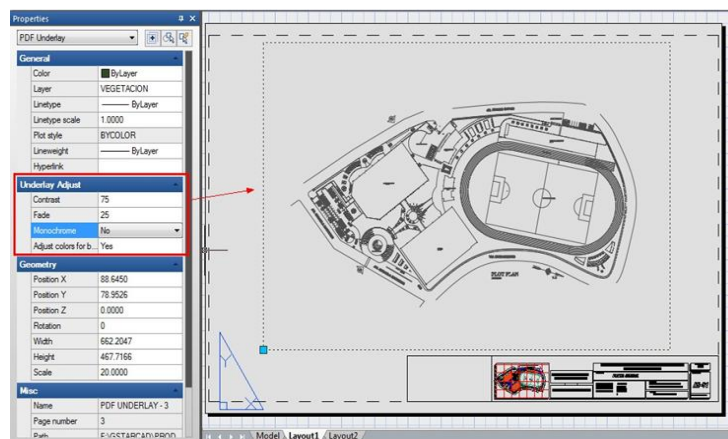 Properties
PDF Underlay
General
Color ByLayer
Layer VEGETACION
Linetype ByLayer
Linetype scale 1.0000
Plot style BYCOLOR
Lineweight ByLayer
Hyperlink
Underlay Adjust
Contrast 75
Fade 25
Monochrome No
Adjust colors for b... Yes
Geometry
Position X 88.6450
Position Y 78.9526
Position Z 0.0000
Rotation 0
Width 662.2047
Height 467.7166
Scale 20.0000
Misc
Name PDF UNDERLAY - 3
Page number 3
Path F:\GSTARCAD\PROD
PLOT PLAN
Y
X
Model Layout1 Layout2